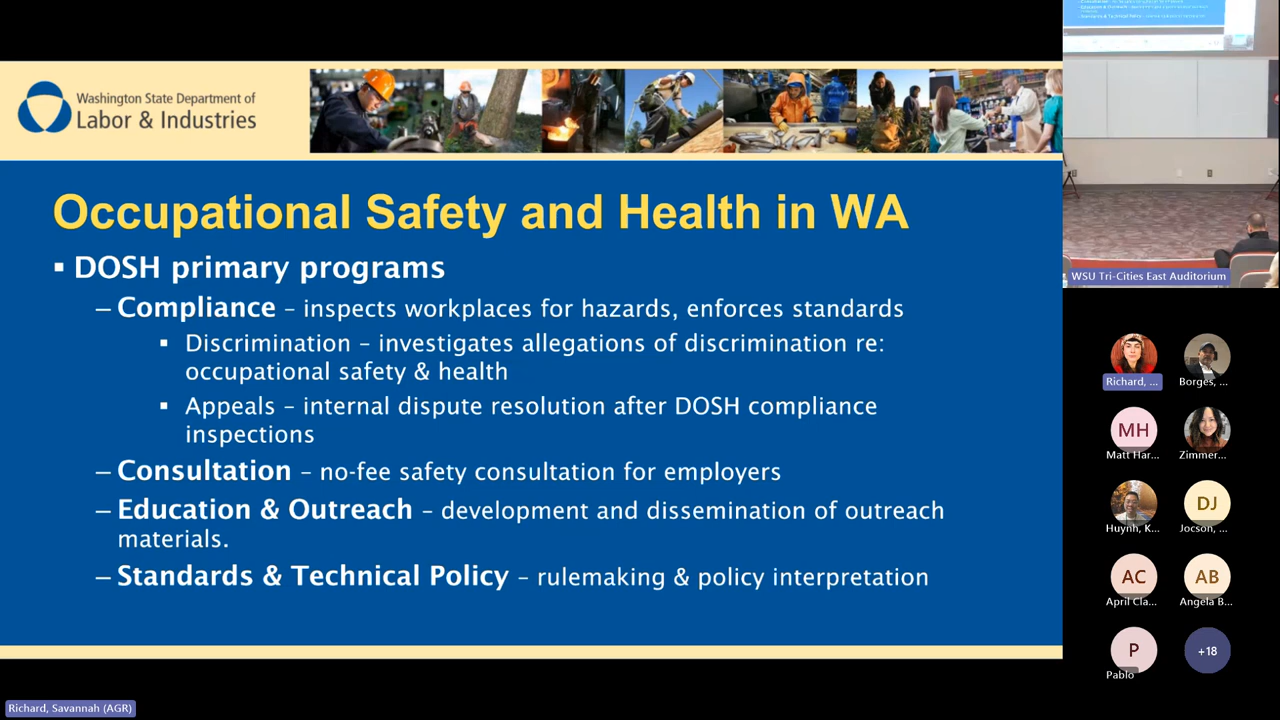 Washington State Department of
Labor & Industries
Occupational Safety and Health in WA
▪ DOSH primary programs
– Compliance – inspects workplaces for hazards, enforces standards
▪ Discrimination – investigates allegations of discrimination re:
occupational safety & health
▪ Appeals – internal dispute resolution after DOSH compliance
inspections
– Consultation – no-fee safety consultation for employers
– Education & Outreach – development and dissemination of outreach
materials.
– Standards & Technical Policy – rulemaking & policy interpretation
WSU Tri-Cities East Auditorium
Richard, ...
Borges, ...
MH
Matt Har...
Zimmer...
Huynh, K...
DJ
Jocson, ...
AC
April Cla...
AB
Angela B...
P
Pablo
+18
Richard, Savannah (AGR)